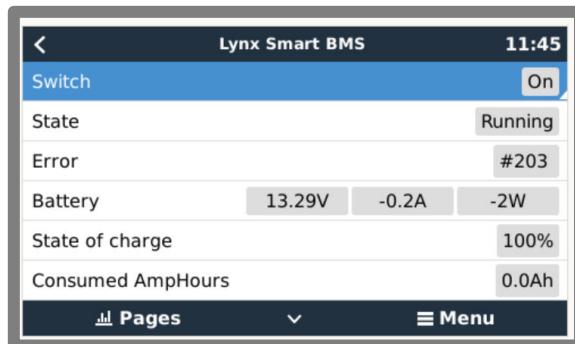 Lynx Smart BMS 11:45
Switch On
State Running
Error #203
Battery 13.29V -0.2A -2W
State of charge 100%
Consumed AmpHours 0.0Ah
Pages Menu